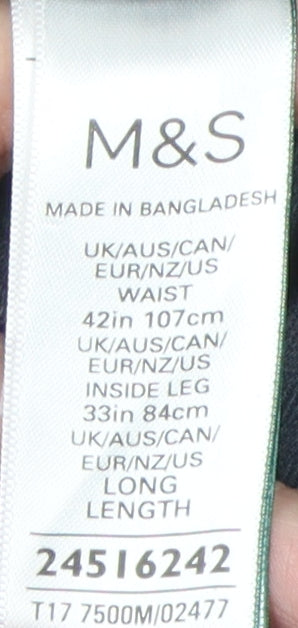 M&S
MADE IN BANGLADESH
UK/AUS/CAN/
EUR/NZ/US
WAIST
42in 107cm
UK/AUS/CAN/
EUR/NZ/US
INSIDE LEG
33in 84cm
UK/AUS/CAN/
EUR/NZ/US
LONG
LENGTH
24516242
T17 7500M/02477